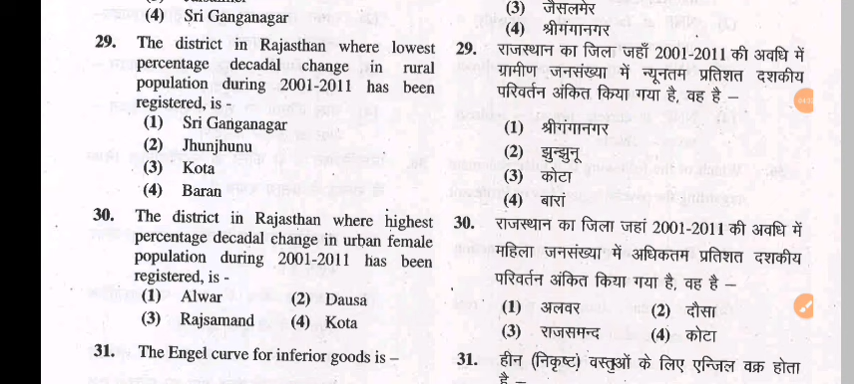 (4) Sri Ganganagar
29. The district in Rajasthan where lowest
percentage decadal change in rural
population during 2001-2011 has been
registered, is -
(1) Sri Ganganagar
(2) Jhunjhunu
(3) Kota
(4) Baran
30. The district in Rajasthan where highest
percentage decadal change in urban female
population during 2001-2011 has been
registered, is -
(1) Alwar (2) Dausa
(3) Rajsamand (4) Kota
31. The Engel curve for inferior goods is –
(3) जैसलमेर
(4) श्रीगंगानगर
29. राजस्थान का जिला जहाँ 2001-2011 की अवधि में
ग्रामीण जनसंख्या में न्यूनतम प्रतिशत दशकीय
परिवर्तन अंकित किया गया है, वह है –
(1) श्रीगंगानगर
(2) झुन्झुनू
(3) कोटा
(4) बारां
30. राजस्थान का जिला जहां 2001-2011 की अवधि में
महिला जनसंख्या में अधिकतम प्रतिशत दशकीय
परिवर्तन अंकित किया गया है, वह है –
(1) अलवर (2) दौसा
(3) राजसमन्द (4) कोटा
31. हीन (निकृष्ट) वस्तुओं के लिए एन्जिल वक्र होता
है –